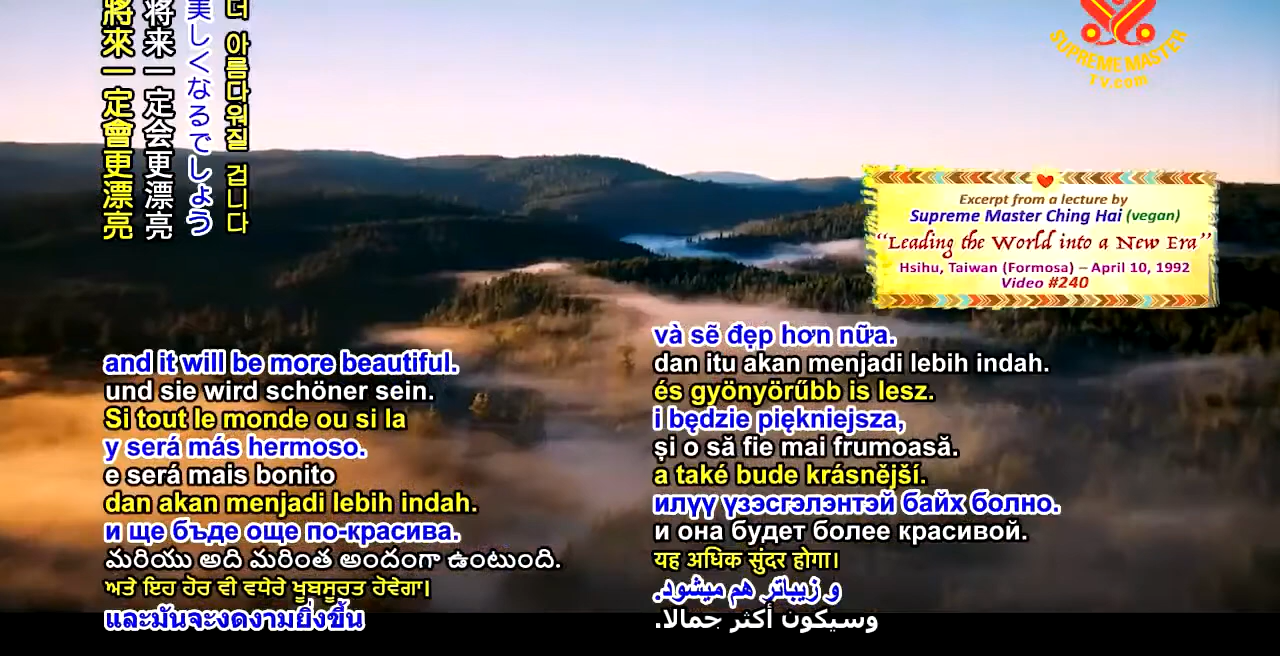 더 아름다워질 겁니다
美しくなるでしょう
将来一定会更漂亮
將來一定會更漂亮
SUPREME MASTER
TV.com
Excerpt from a lecture by
Supreme Master Ching Hai (vegan)
“Leading the World into a New Era”
Hsihu, Taiwan (Formosa) – April 10, 1992
Video #240
and it will be more beautiful.
und sie wird schöner sein.
Si tout le monde ou si la
y será más hermoso.
e será mais bonito
dan akan menjadi lebih indah.
и ще бъде още по-красива.
మరియు అది మరింత అందంగా ఉంటుంది.
ਅਤੇ ਇਹ ਹੋਰ ਵੀ ਵਧੇਰੇ ਖੂਬਸੂਰਤ ਹੋਵੇਗਾ।
และมันจะงดงามยิ่งขึ้น
và sẽ đẹp hơn nữa.
dan itu akan menjadi lebih indah.
és gyönyörűbb is lesz.
i będzie piękniejsza,
și o să fie mai frumoasă.
a také bude krásnější.
илүү үзэсгэлэнтэй байх болно.
и она будет более красивой.
यह अधिक सुंदर होगा।
و زیباتر هم میشود.
وسيكون أكثر جمالا.